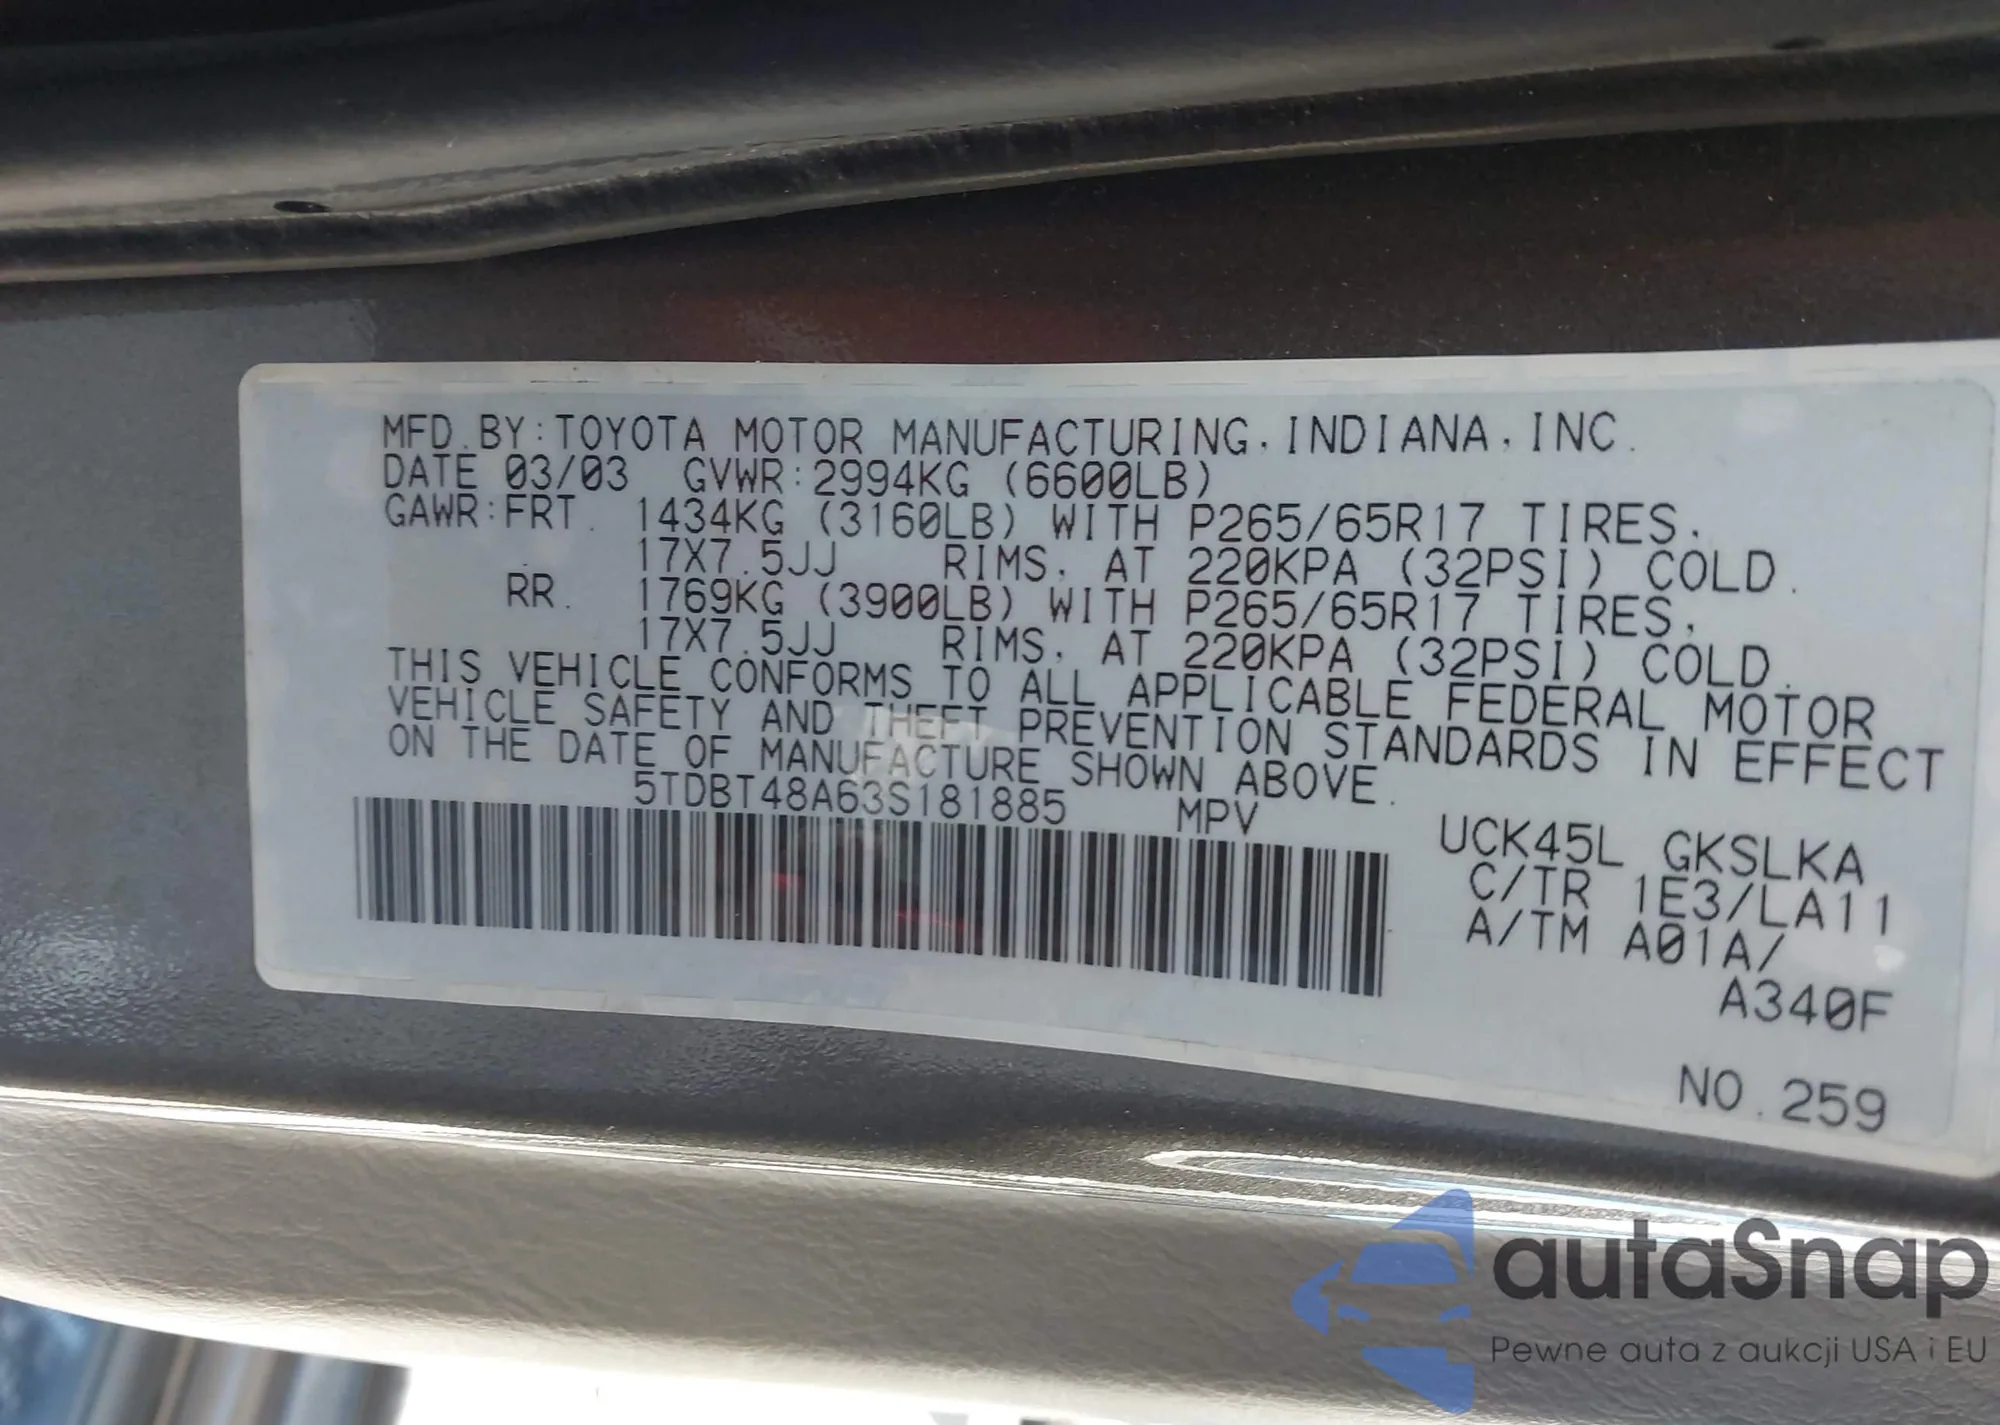 MFD.BY:TOYOTA MOTOR MANUFACTURING,INDIANA,INC.
DATE 03/03 GVWR:2994KG (6600LB)
GAWR:FRT. 1434KG (3160LB) WITH P265/65R17 TIRES,
17X7.5JJ RIMS, AT 220KPA (32PSI) COLD.
RR. 1769KG (3900LB) WITH P265/65R17 TIRES,
17X7.5JJ RIMS, AT 220KPA (32PSI) COLD.
THIS VEHICLE CONFORMS TO ALL APPLICABLE FEDERAL MOTOR
VEHICLE SAFETY AND THEFT PREVENTION STANDARDS IN EFFECT
ON THE DATE OF MANUFACTURE SHOWN ABOVE.
5TDBT48A63S181885 MPV
UCK45L GKSLKA
C/TR 1E3/LA11
A/TM A01A/
A340F
NO.259
autaSnap
Pewne auta z aukcji USA i EU